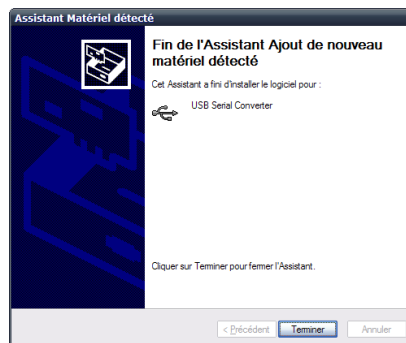 Assistant Matériel détecté
Fin de l'Assistant Ajout de nouveau
matériel détecté
Cet Assistant a fini d'installer le logiciel pour :
USB Serial Converter
Cliquer sur Terminer pour fermer l'Assistant.
< Précédent Terminer Annuler